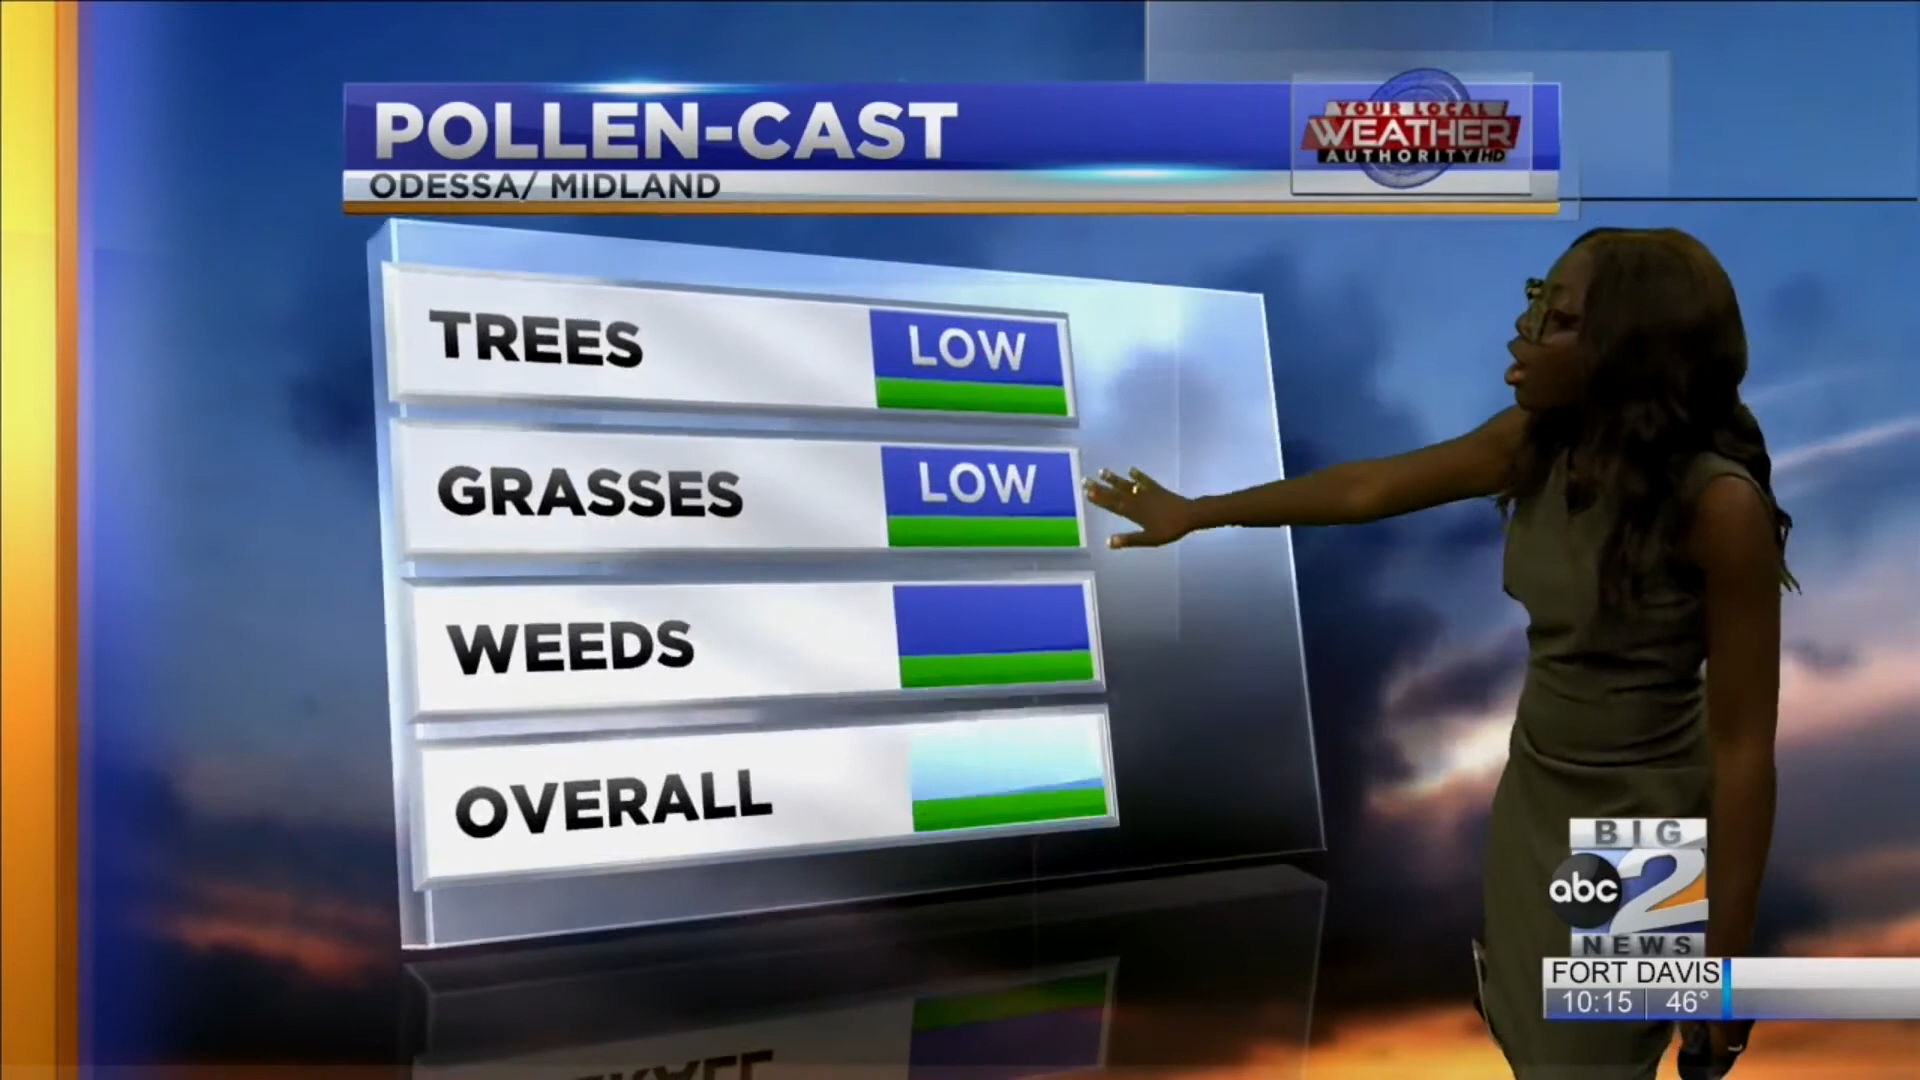 POLLEN-CAST
ODESSA/ MIDLAND
YOUR LOCAL
WEATHER
AUTHORITY HD
TREES LOW
GRASSES LOW
WEEDS
OVERALL
BIG
abc 2
NEWS
FORT DAVIS
10:15 46°